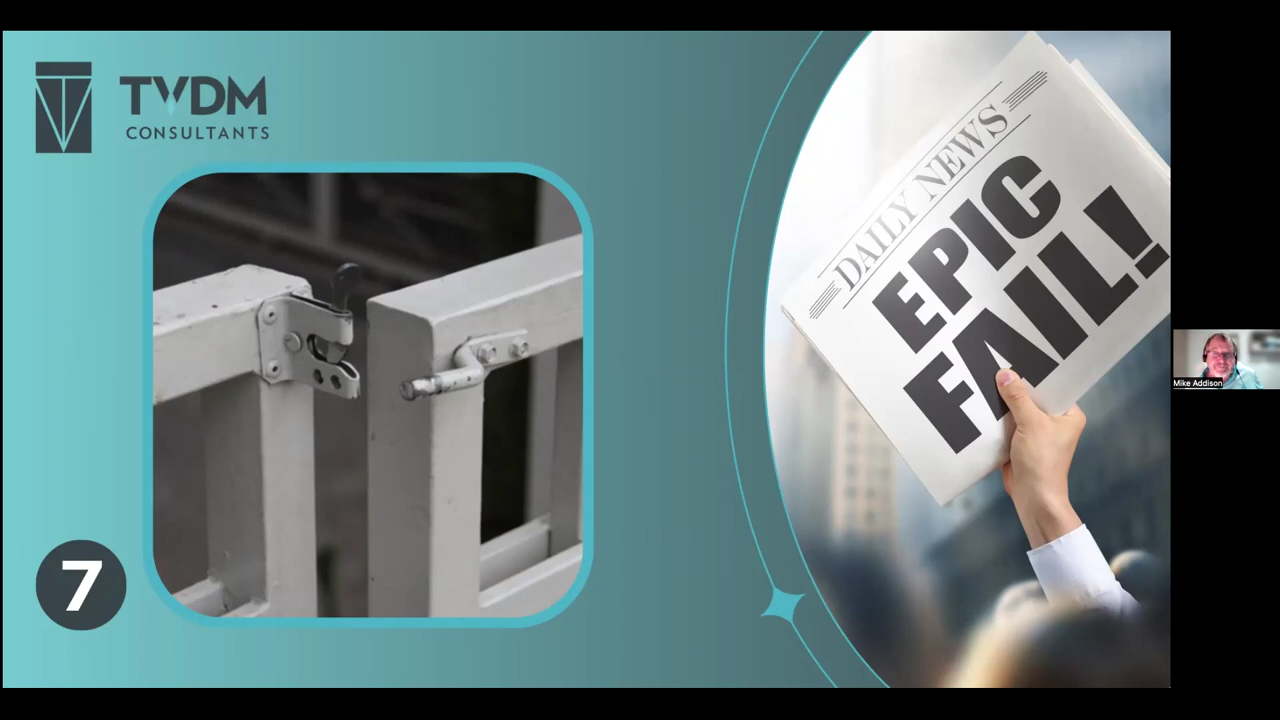 TVDM
CONSULTANTS
DAILY NEWS
EPIC
FAIL!
7
Mike Addison